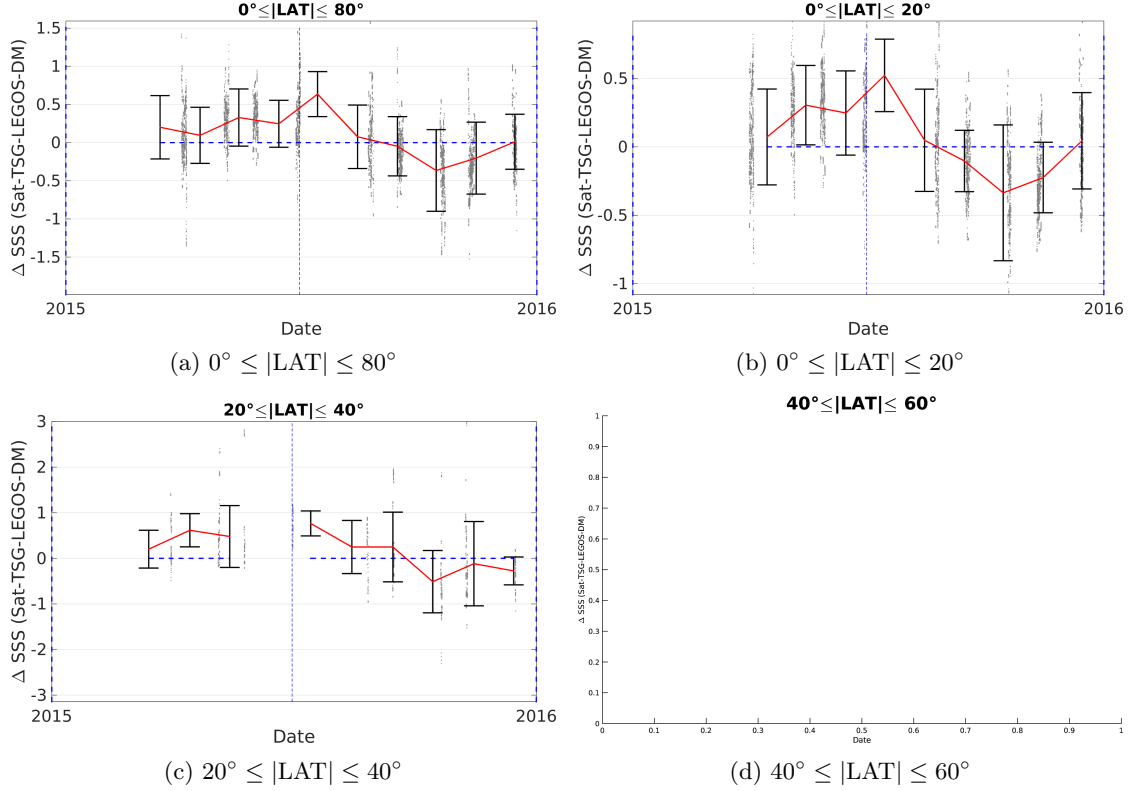 0°≤|LAT|≤ 80°
1.5
1
0.5
0
-0.5
-1
-1.5
Δ SSS (Sat-TSG-LEGOS-DM)
2015
2016
Date
(a) 0° ≤ |LAT| ≤ 80°
0°≤|LAT|≤ 20°
0.5
0
-0.5
-1
Δ SSS (Sat-TSG-LEGOS-DM)
2015
2016
Date
(b) 0° ≤ |LAT| ≤ 20°
20°≤|LAT|≤ 40°
3
2
1
0
-1
-2
-3
Δ SSS (Sat-TSG-LEGOS-DM)
2015
2016
Date
(c) 20° ≤ |LAT| ≤ 40°
40°≤|LAT|≤ 60°
1
0.9
0.8
0.7
0.6
0.5
0.4
0.3
0.2
0.1
0
Δ SSS (Sat-TSG-LEGOS-DM)
0 0.1 0.2 0.3 0.4 0.5 0.6 0.7 0.8 0.9 1
Date
(d) 40° ≤ |LAT| ≤ 60°